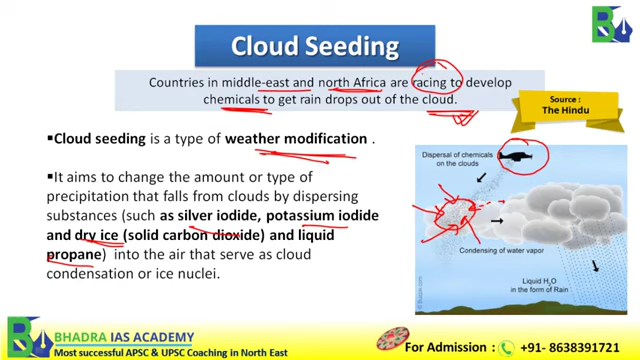 Cloud Seeding
Countries in middle-east and north Africa are racing to develop
chemicals to get rain drops out of the cloud.
Source :
The Hindu
▪Cloud seeding is a type of weather modification .
▪It aims to change the amount or type of
precipitation that falls from clouds by dispersing
substances (such as silver iodide, potassium iodide
and dry ice (solid carbon dioxide) and liquid
propane) into the air that serve as cloud
condensation or ice nuclei.
Dispersal of chemicals
on the clouds
Condensing of water vapor
Liquid H2O
in the form of Rain
© Buzzle.com
BHADRA IAS ACADEMY
Most successful APSC & UPSC Coaching in North East
For Admission : +91- 8638391721